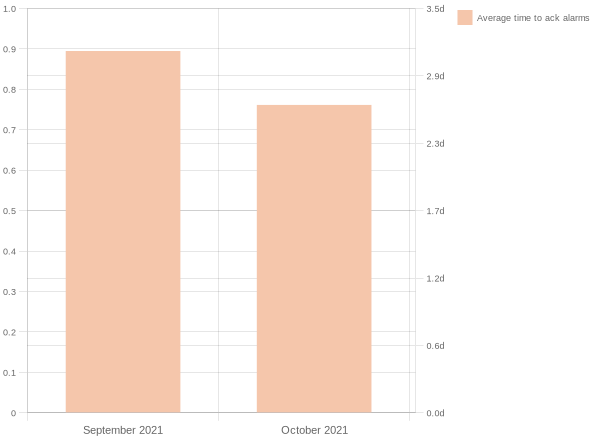 1.0
0.9
0.8
0.7
0.6
0.5
0.4
0.3
0.2
0.1
0
3.5d
2.9d
2.3d
1.7d
1.2d
0.6d
0.0d
September 2021
October 2021
Average time to ack alarms